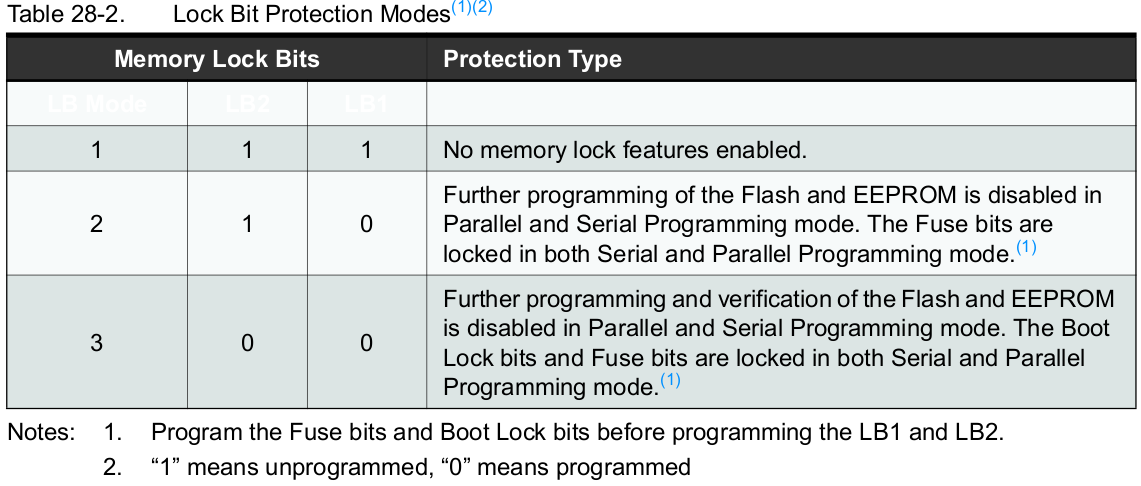 Table 28-2. Lock Bit Protection Modes(1)(2)
Memory Lock Bits Protection Type
LB Mode LB2 LB1
1 1 1 No memory lock features enabled.
Further programming of the Flash and EEPROM is disabled in
2 1 0 Parallel and Serial Programming mode. The Fuse bits are
locked in both Serial and Parallel Programming mode.(1)
Further programming and verification of the Flash and EEPROM
is disabled in Parallel and Serial Programming mode. The Boot
3 0 0 Lock bits and Fuse bits are locked in both Serial and Parallel
Programming mode.(1)
Notes: 1. Program the Fuse bits and Boot Lock bits before programming the LB1 and LB2.
2. “1” means unprogrammed, “0” means programmed